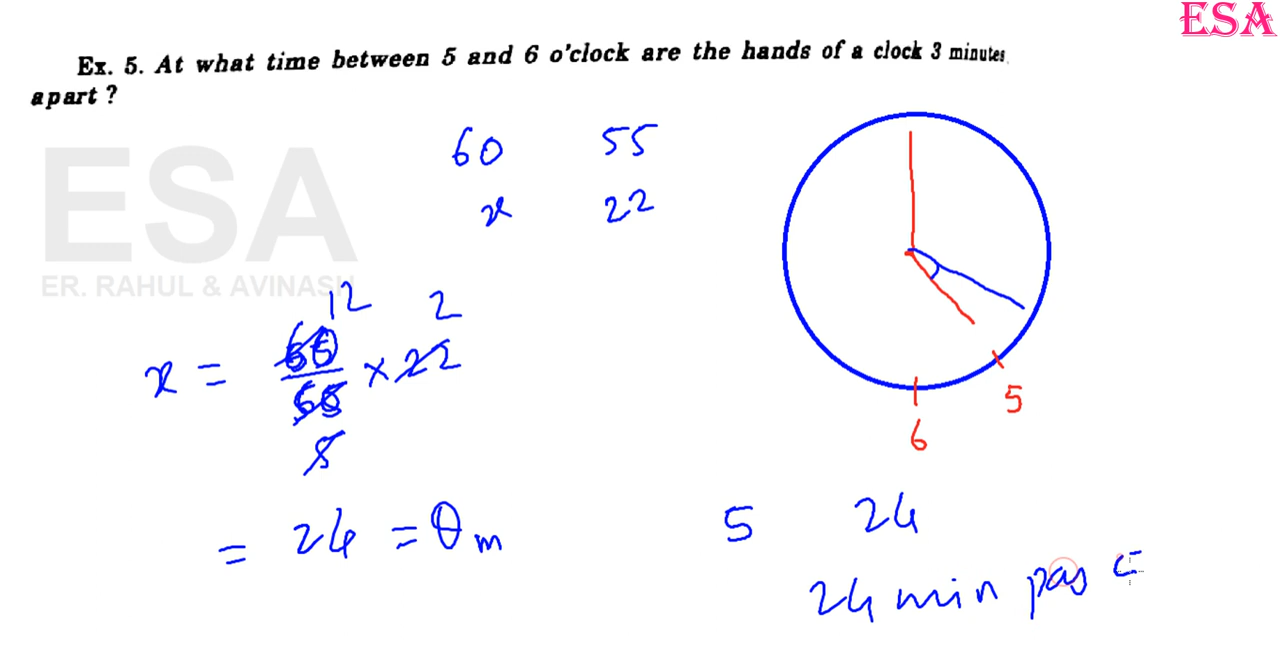 ESA
Ex. 5. At what time between 5 and 6 o'clock are the hands of a clock 3 minutes
apart ?
ESA
ER. RAHUL & AVINASH
60 55
x 22
12 2
x = 60/55 × 22
5
= 24 = θm
5
6
5 24
24 min pas